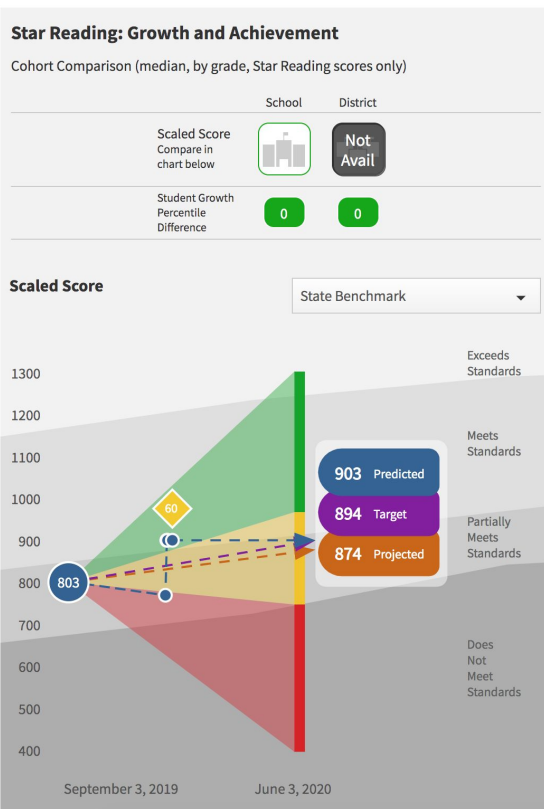 Star Reading: Growth and Achievement
Cohort Comparison (median, by grade, Star Reading scores only)
School District
Scaled Score
Compare in
chart below
Not
Avail
Student Growth
Percentile
Difference
0 0
Scaled Score
State Benchmark
Exceeds
Standards
1300
1200
Meets
Standards
1100
1000
903 Predicted
60
894 Target
Partially
Meets
Standards
900
874 Projected
803
800
700
Does
Not
Meet
Standards
600
500
400
September 3, 2019 June 3, 2020